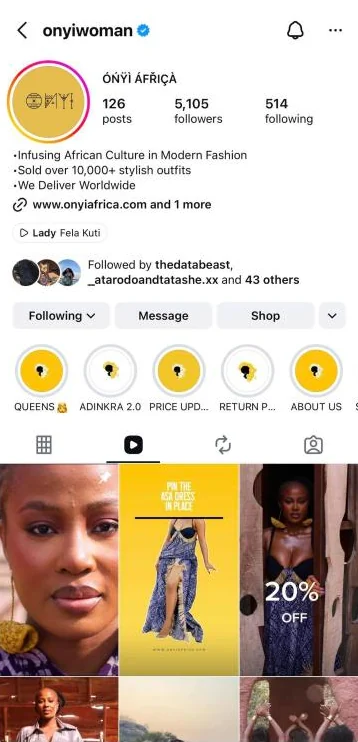 onyiwoman
ÓŃŸÌ ÁFŘIÇÀ
126 5,105 514
posts followers following
•Infusing African Culture in Modern Fashion
•Sold over 10,000+ stylish outfits
•We Deliver Worldwide
www.onyiafrica.com and 1 more
Lady Fela Kuti
Followed by thedatabeast,
_atarodoandtatashe.xx and 43 others
Following Message Shop
QUEENS ADINKRA 2.0 PRICE UPD... RETURN P... ABOUT US
PIN THE
ASA DRESS
IN PLACE
20%
OFF